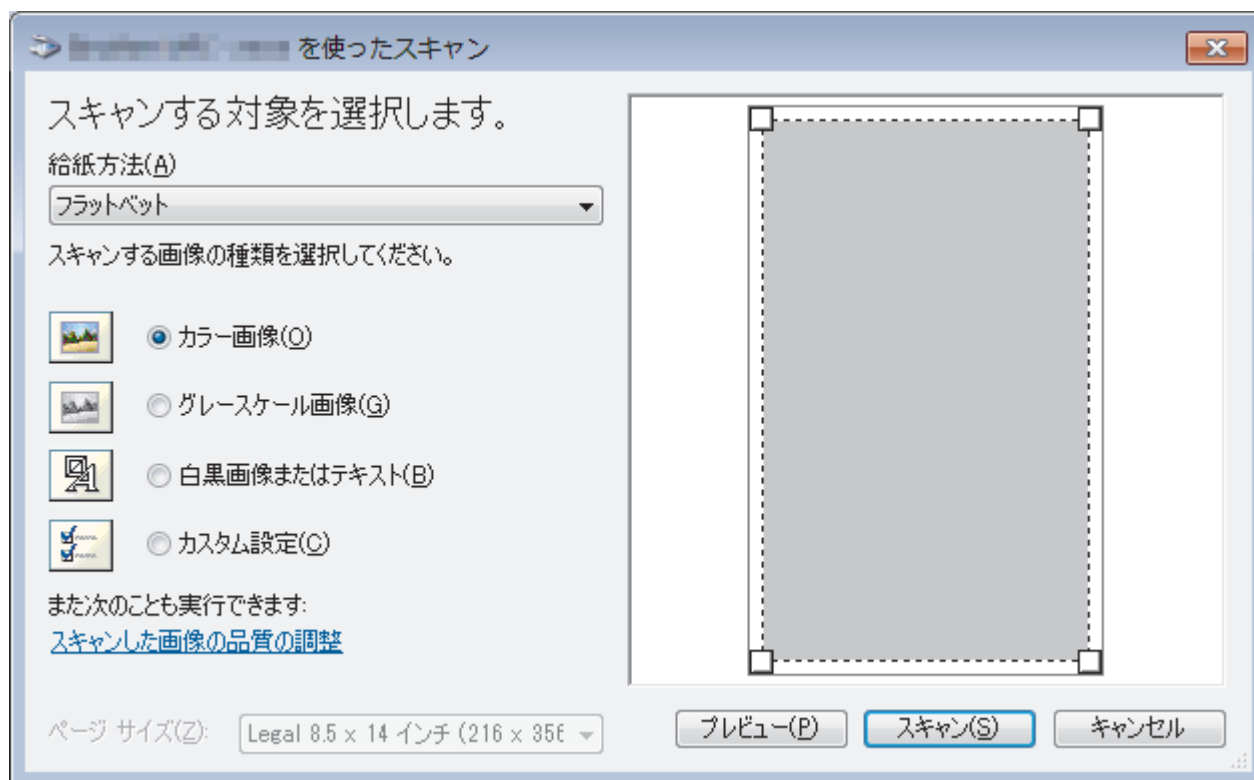 を使ったスキャン
スキャンする対象を選択します。
給紙方法(A)
フラットベット
スキャンする画像の種類を選択してください。
カラー画像(O)
グレースケール画像(G)
白黒画像またはテキスト(B)
カスタム設定(C)
また次のことも実行できます:
スキャンした画像の品質の調整
ページ サイズ(Z):
Legal 8.5 x 14 インチ (216 x 356
プレビュー(P)
スキャン(S)
キャンセル